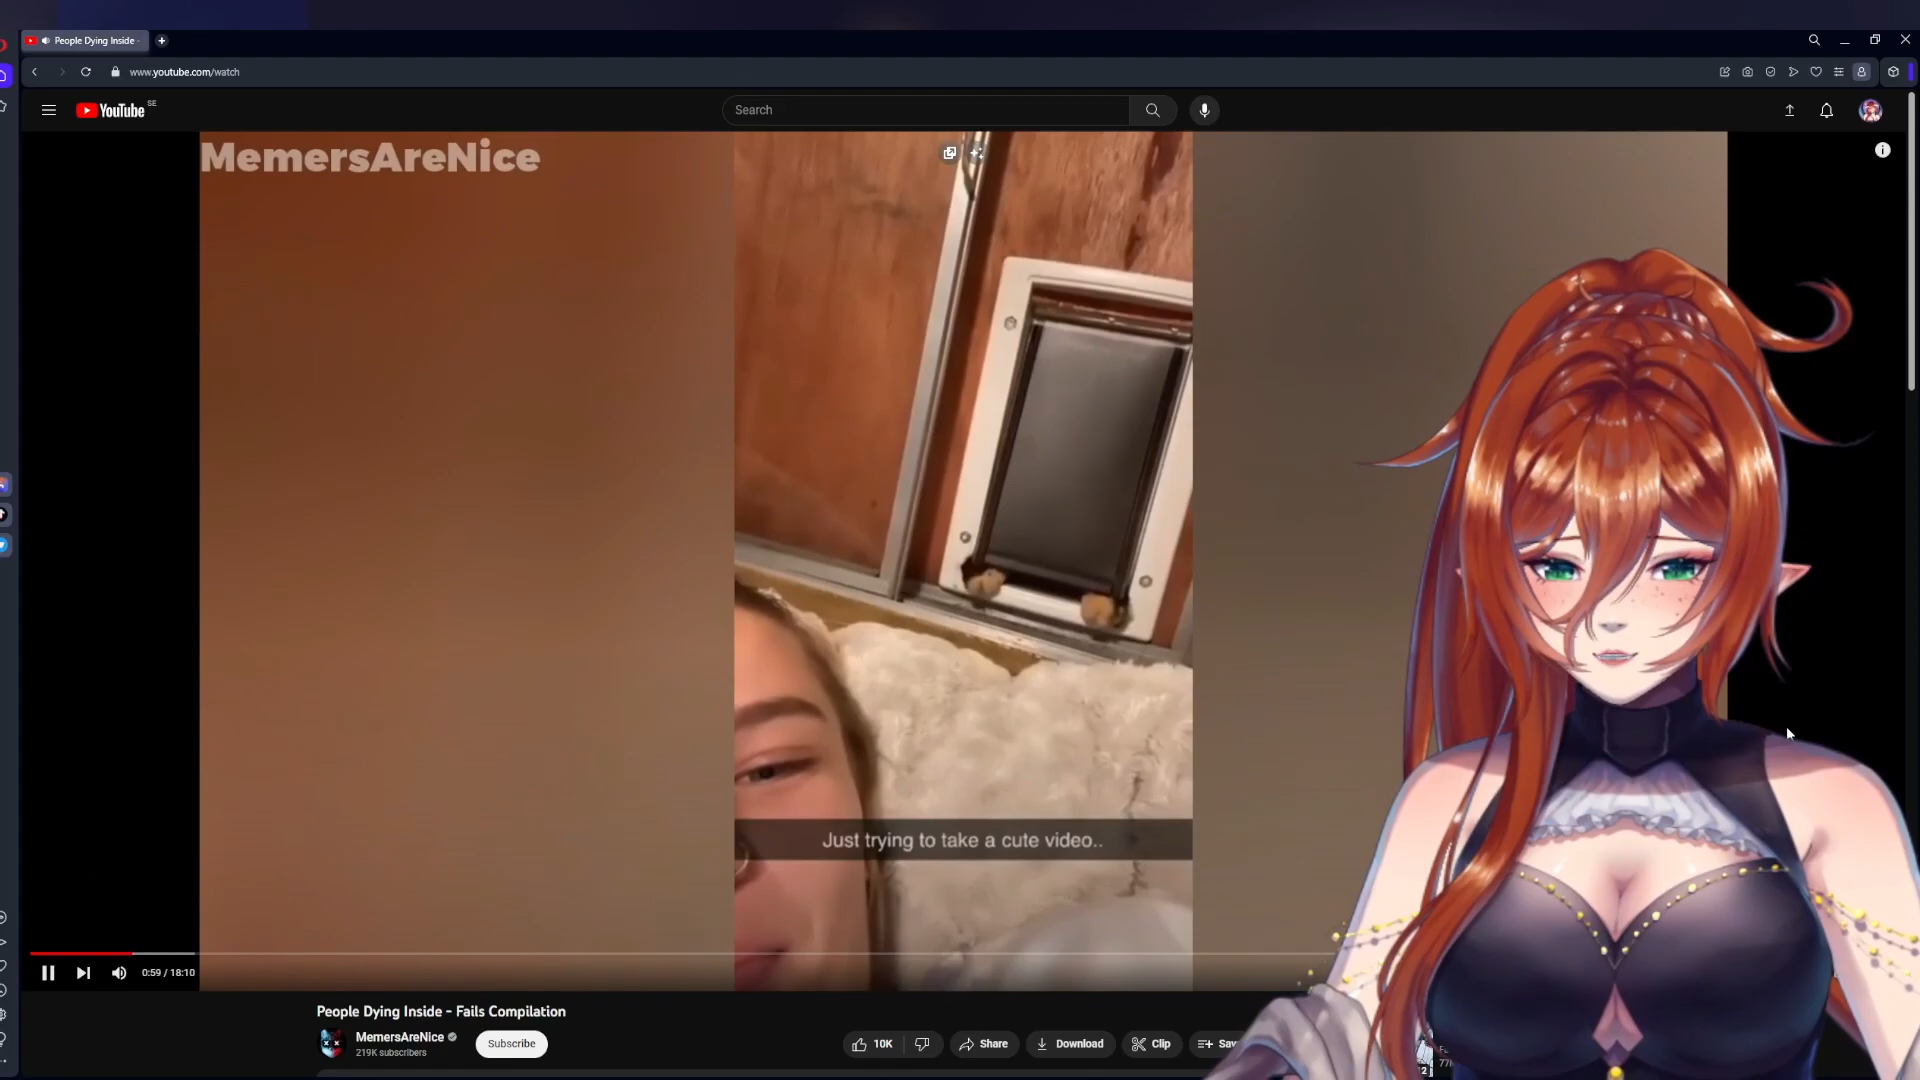 People Dying Inside -
www.youtube.com/watch
YouTube SE
Search
MemersAreNice
Just trying to take a cute video..
0:59 / 18:10
People Dying Inside - Fails Compilation
MemersAreNice
219K subscribers
Subscribe
10K
Share
Download
Clip